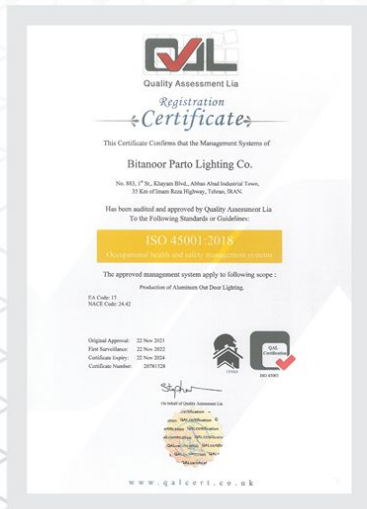 QAL
Quality Assessment Lia
Registration
Certificate
This Certificate Confirms that the Management Systems of
Bitanoor Parto Lighting Co.
No. 883, 1st St., Khayam Blvd., Abbas Abad Industrial Town,
35 Km of Imam Reza Highway, Tehran, IRAN.
Has been audited and approved by Quality Assessment Lia
To the Following Standards or Guidelines:
ISO 45001:2018
Occupational health and safety management systems
The approved management system apply to following scope :
Production of Aluminum Out Door Lighting.
EA Code: 17
NACE Code: 24.42
Original Approval: 22 Nov 2021
First Surveillance: 22 Nov 2022
Certificate Expiry: 22 Nov 2024
Certificate Number: 20781528
QAL
Certification
ISO 45001
On behalf of Quality Assessment Lia
QAL certification
www.qalcert.co.uk